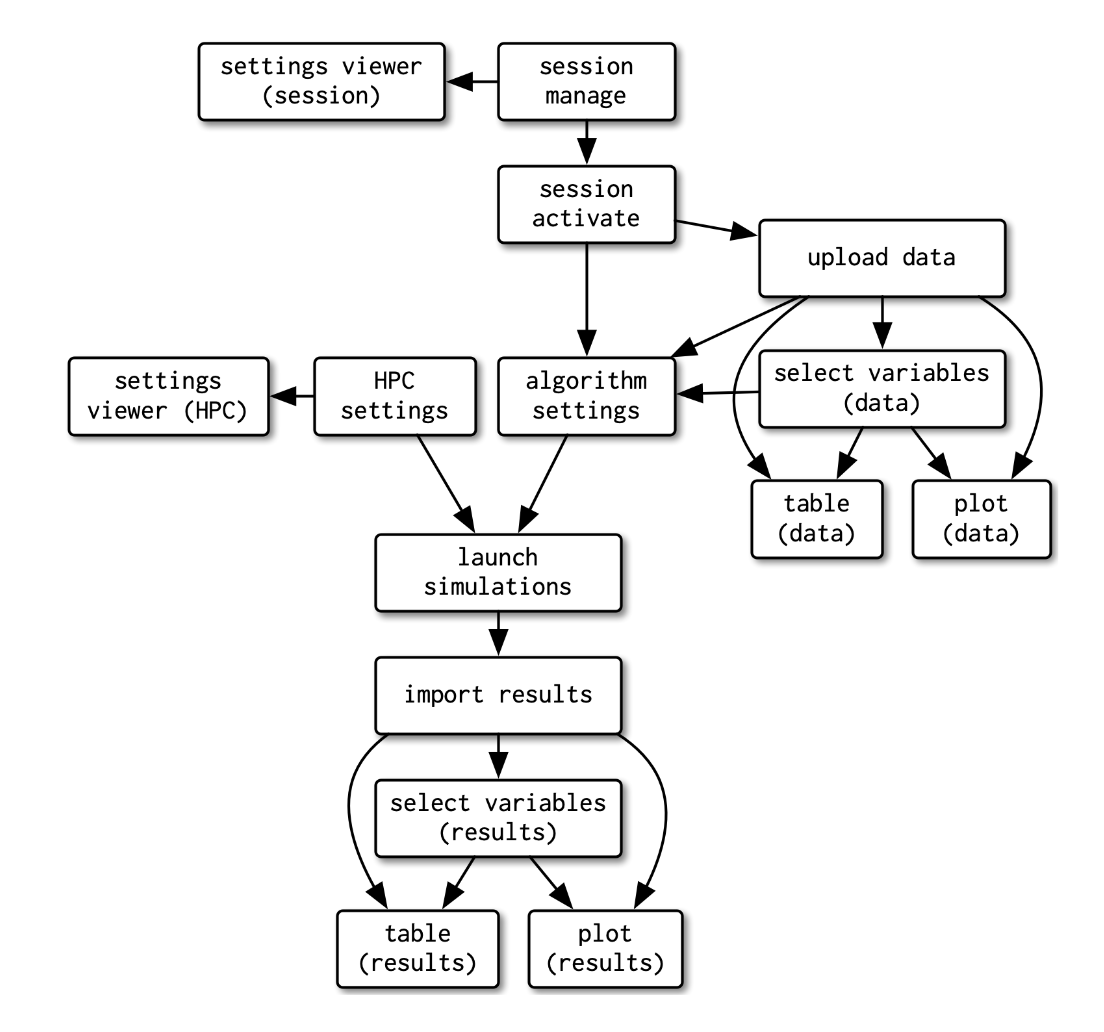 settings viewer
(session)
session
manage
session
activate
upload data
settings
viewer (HPC)
HPC
settings
algorithm
settings
select variables
(data)
table
(data)
plot
(data)
launch
simulations
import results
select variables
(results)
table
(results)
plot
(results)